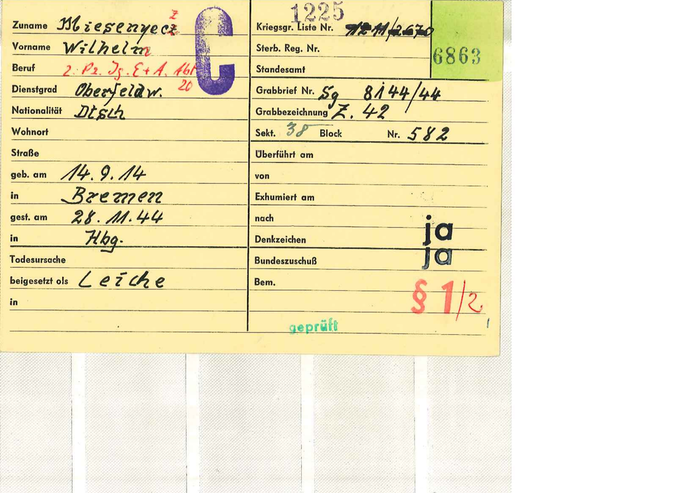 Zuname Miesenyecz z
Vorname Wilhelm
Beruf 2. Pz. Jg. E + A. Abt 20
Dienstgrad Oberfeldw.
Nationalität Dtsch
Wohnort
Straße
geb. am 14.9.14
in Bremen
gest. am 28.11.44
in Hbg.
Todesursache
beigesetzt als Leiche
in
C
1225
Kriegsgr. Liste Nr.
6863
Sterb. Reg. Nr.
Standesamt
Grabbrief Nr. Sg 8144/44
Grabbezeichnung Z. 42
Sekt. 38 Block Nr. 582
Überführt am
von
Exhumiert am
nach
Denkzeichen ja
Bundeszuschuß ja
Bem.
§ 1/2
geprüft